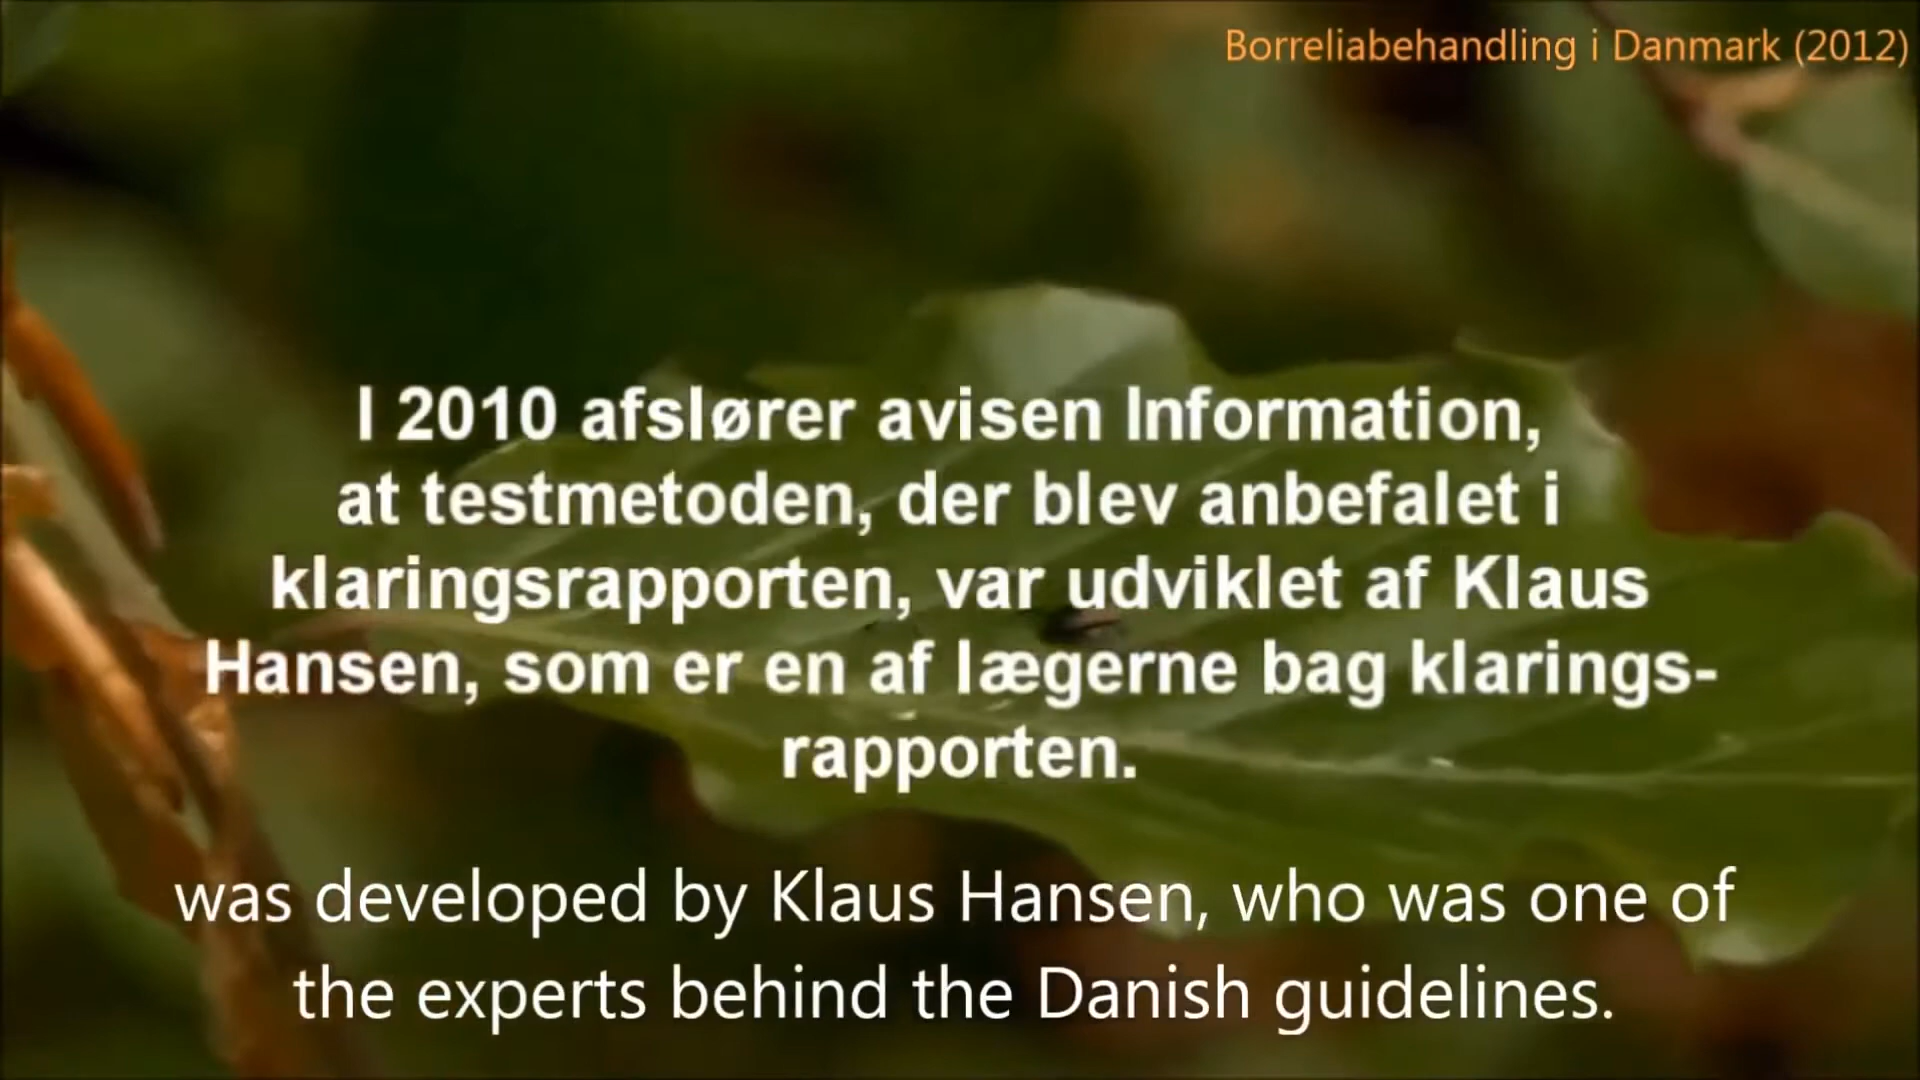 Borreliabehandling i Danmark (2012)
I 2010 afslører avisen Information,
at testmetoden, der blev anbefalet i
klaringsrapporten, var udviklet af Klaus
Hansen, som er en af lægerne bag klarings-
rapporten.
was developed by Klaus Hansen, who was one of
the experts behind the Danish guidelines.